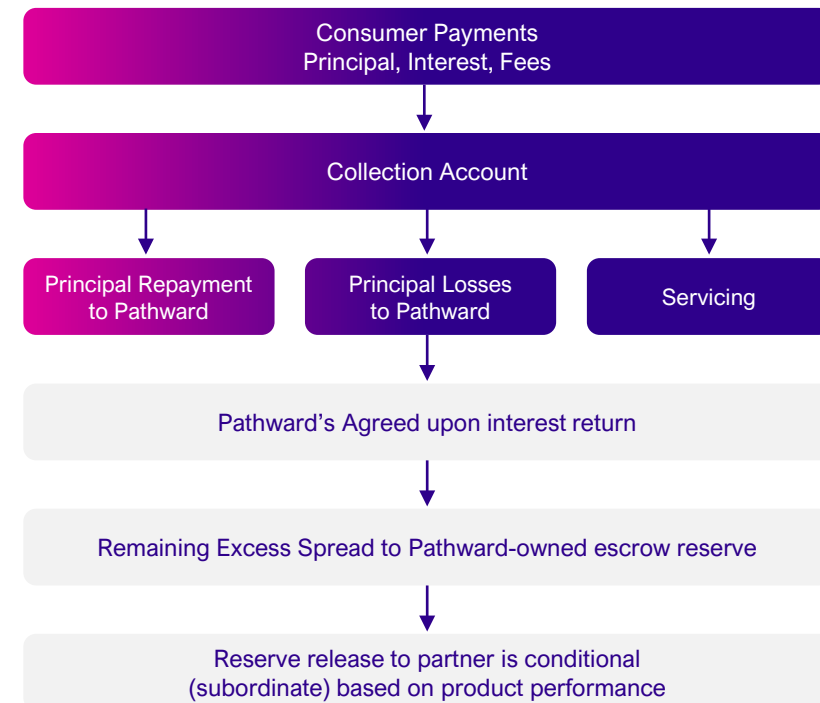 Consumer Payments
Principal, Interest, Fees
Collection Account
Principal Repayment
to Pathward
Principal Losses
to Pathward
Servicing
Pathward’s Agreed upon interest return
Remaining Excess Spread to Pathward-owned escrow reserve
Reserve release to partner is conditional
(subordinate) based on product performance